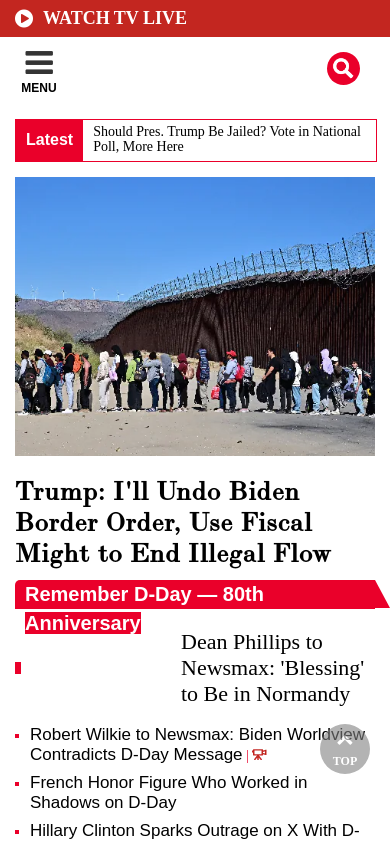 WATCH TV LIVE
MENU
Latest
Should Pres. Trump Be Jailed? Vote in National
Poll, More Here
Trump: I'll Undo Biden
Border Order, Use Fiscal
Might to End Illegal Flow
Remember D-Day — 80th
Anniversary
Dean Phillips to
Newsmax: 'Blessing'
to Be in Normandy
Robert Wilkie to Newsmax: Biden Worldview
Contradicts D-Day Message |
TOP
French Honor Figure Who Worked in
Shadows on D-Day
Hillary Clinton Sparks Outrage on X With D-